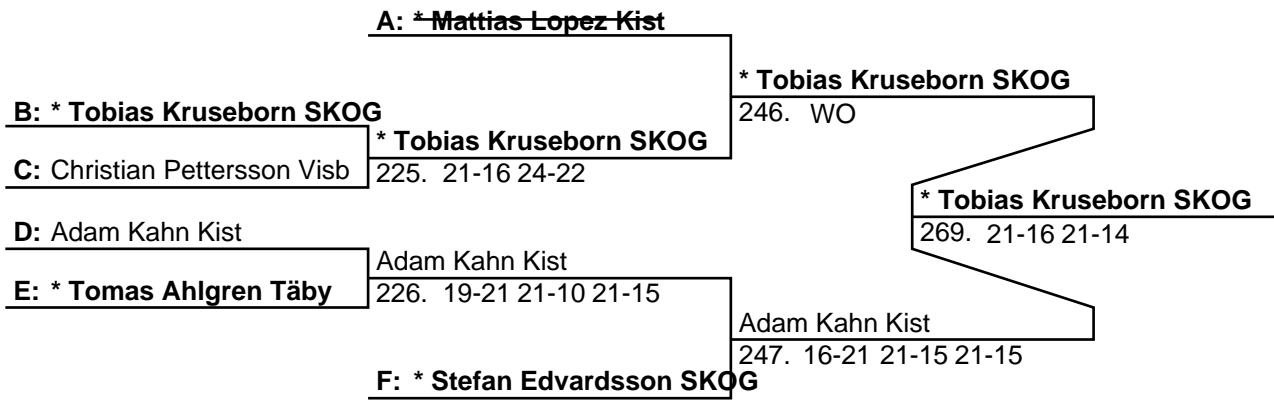 A: * Mattias Lopez Kist
* Tobias Kruseborn SKOG
B: * Tobias Kruseborn SKOG
246. WO
* Tobias Kruseborn SKOG
C: Christian Pettersson Visb
225. 21-16 24-22
* Tobias Kruseborn SKOG
D: Adam Kahn Kist
269. 21-16 21-14
Adam Kahn Kist
E: * Tomas Ahlgren Täby
226. 19-21 21-10 21-15
Adam Kahn Kist
247. 16-21 21-15 21-15
F: * Stefan Edvardsson SKOG